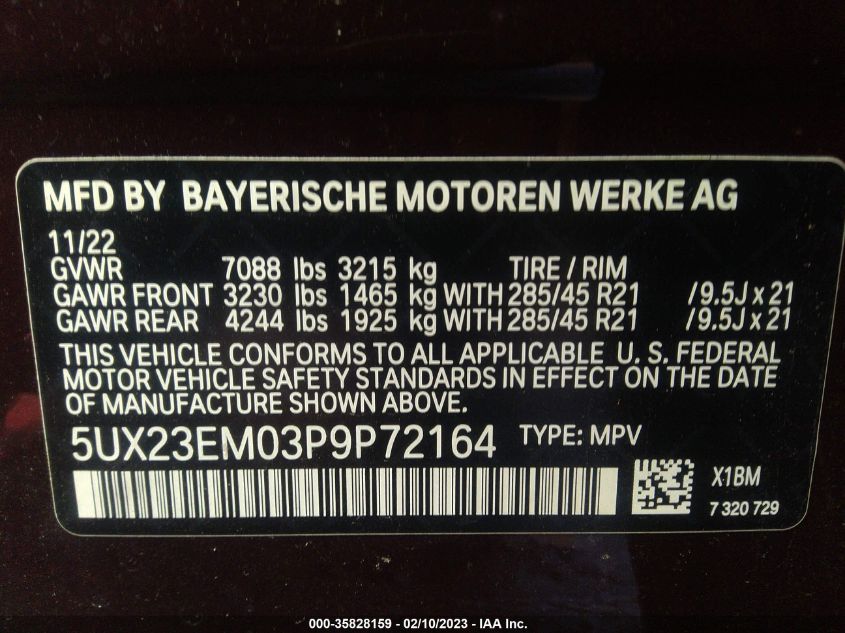 MFD BY BAYERISCHE MOTOREN WERKE AG
11/22
GVWR 7088 lbs 3215 kg TIRE / RIM
GAWR FRONT 3230 lbs 1465 kg WITH 285/45 R21 / 9.5J x 21
GAWR REAR 4244 lbs 1925 kg WITH 285/45 R21 / 9.5J x 21
THIS VEHICLE CONFORMS TO ALL APPLICABLE U. S. FEDERAL
MOTOR VEHICLE SAFETY STANDARDS IN EFFECT ON THE DATE
OF MANUFACTURE SHOWN ABOVE.
5UX23EM03P9P72164 TYPE: MPV
X1BM
7 320 729
000-35828159 - 02/10/2023 - IAA Inc.